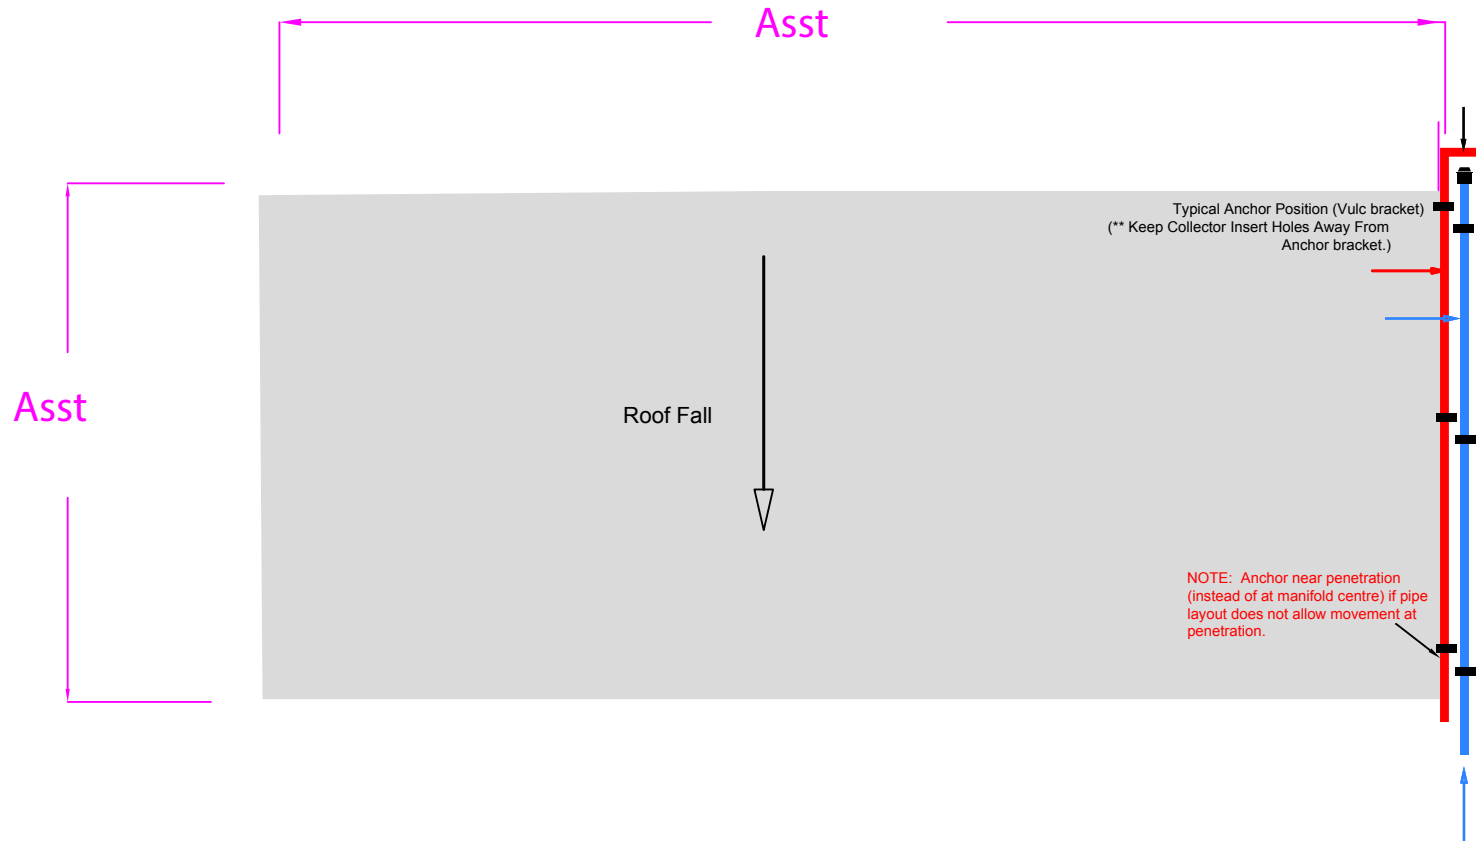 Asst
Typical Anchor Position (Vulc bracket)
(** Keep Collector Insert Holes Away From
Anchor bracket.)
Asst
Roof Fall
NOTE: Anchor near penetration
(instead of at manifold centre) if pipe
layout does not allow movement at
penetration.